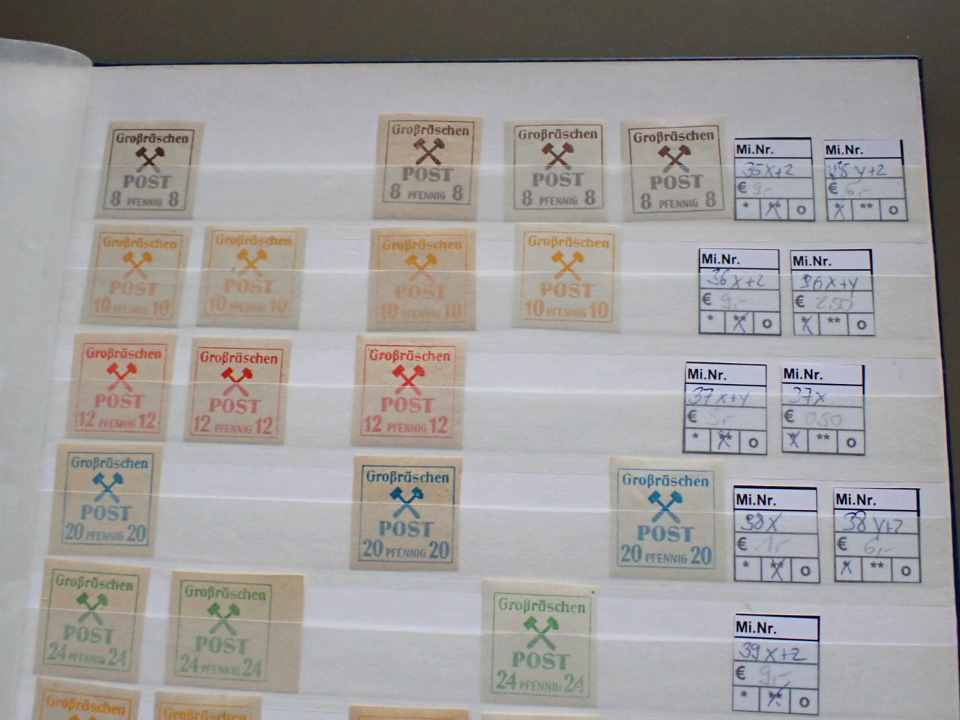 Großräschen
POST
8 PFENNIG 8
Großräschen
POST
8 PFENNIG 8
Großräschen
POST
8 PFENNIG 8
Großräschen
POST
8 PFENNIG 8
Mi.Nr.
35x+z
€ 9,-
* ** o
Mi.Nr.
35 y+z
€ 6,-
* ** o
Großräschen
POST
10 PFENNIG 10
Großräschen
POST
10 PFENNIG 10
Großräschen
POST
10 PFENNIG 10
Großräschen
POST
10 PFENNIG 10
Mi.Nr.
36x+z
€ 9,-
* ** o
Mi.Nr.
36x+y
€ 2,50
* ** o
Großräschen
POST
12 PFENNIG 12
Großräschen
POST
12 PFENNIG 12
Großräschen
POST
12 PFENNIG 12
Mi.Nr.
37x+y
€
* ** o
Mi.Nr.
37x
€ 0,50
* ** o
Großräschen
POST
20 PFENNIG 20
Großräschen
POST
20 PFENNIG 20
Großräschen
POST
20 PFENNIG 20
Mi.Nr.
38x
€ 1,-
* ** o
Mi.Nr.
38 y+z
€ 6,-
* ** o
Großräschen
POST
24 PFENNIG 24
Großräschen
POST
24 PFENNIG 24
Großräschen
POST
24 PFENNIG 24
Mi.Nr.
39x+z
€ 9,-
* ** o
Großräschen
Großräschen